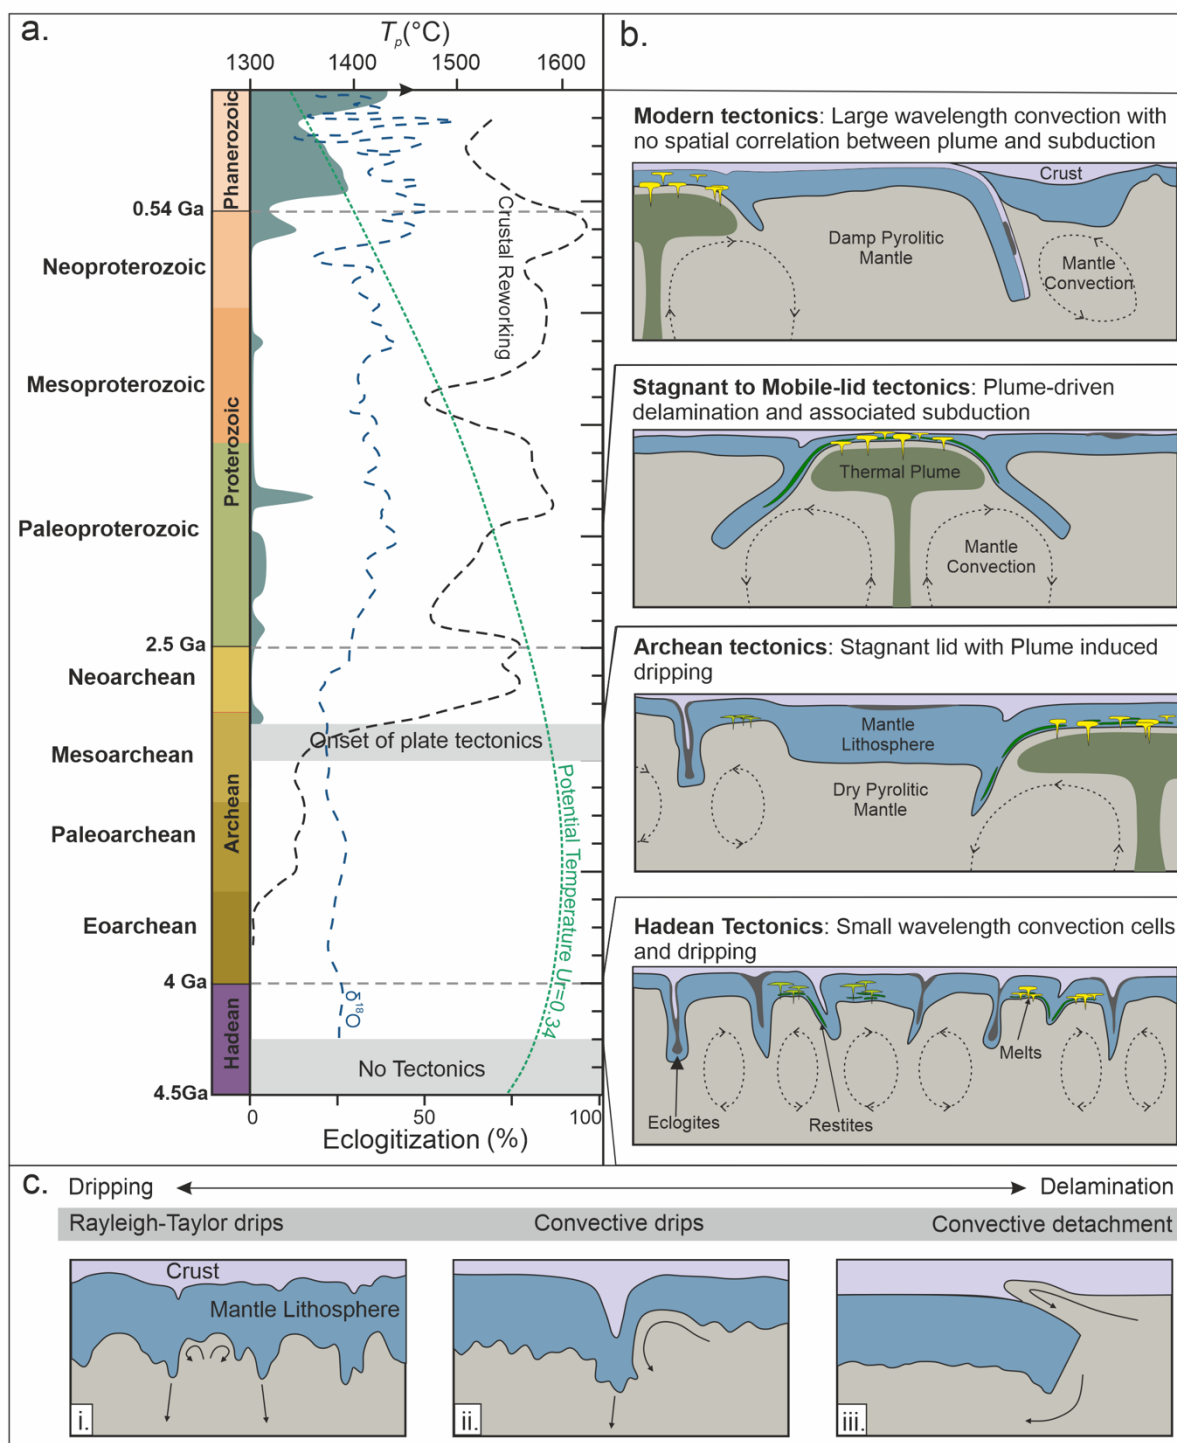 a.
T_p(°C)
1300 1400 1500 1600
Phanerozoic
0.54 Ga
Neoproterozoic
Mesoproterozoic
Proterozoic
Paleoproterozoic
2.5 Ga
Neoarchean
Mesoarchean
Archean
Paleoarchean
Eoarchean
4 Ga
Hadean
4.5Ga
Crustal Reworking
Onset of plate tectonics
Potential Temperature Ur=0.34
δ¹⁸O
No Tectonics
0 50 100
Eclogitization (%)
b.
Modern tectonics: Large wavelength convection with
no spatial correlation between plume and subduction
Crust
Damp Pyrolitic
Mantle
Mantle
Convection
Stagnant to Mobile-lid tectonics: Plume-driven
delamination and associated subduction
Thermal Plume
Mantle
Convection
Archean tectonics: Stagnant lid with Plume induced
dripping
Mantle
Lithosphere
Dry Pyrolitic
Mantle
Hadean Tectonics: Small wavelength convection cells
and dripping
Melts
Eclogites
Restites
c.
Dripping Delamination
Rayleigh-Taylor drips Convective drips Convective detachment
Crust
Mantle Lithosphere
i.
ii.
iii.